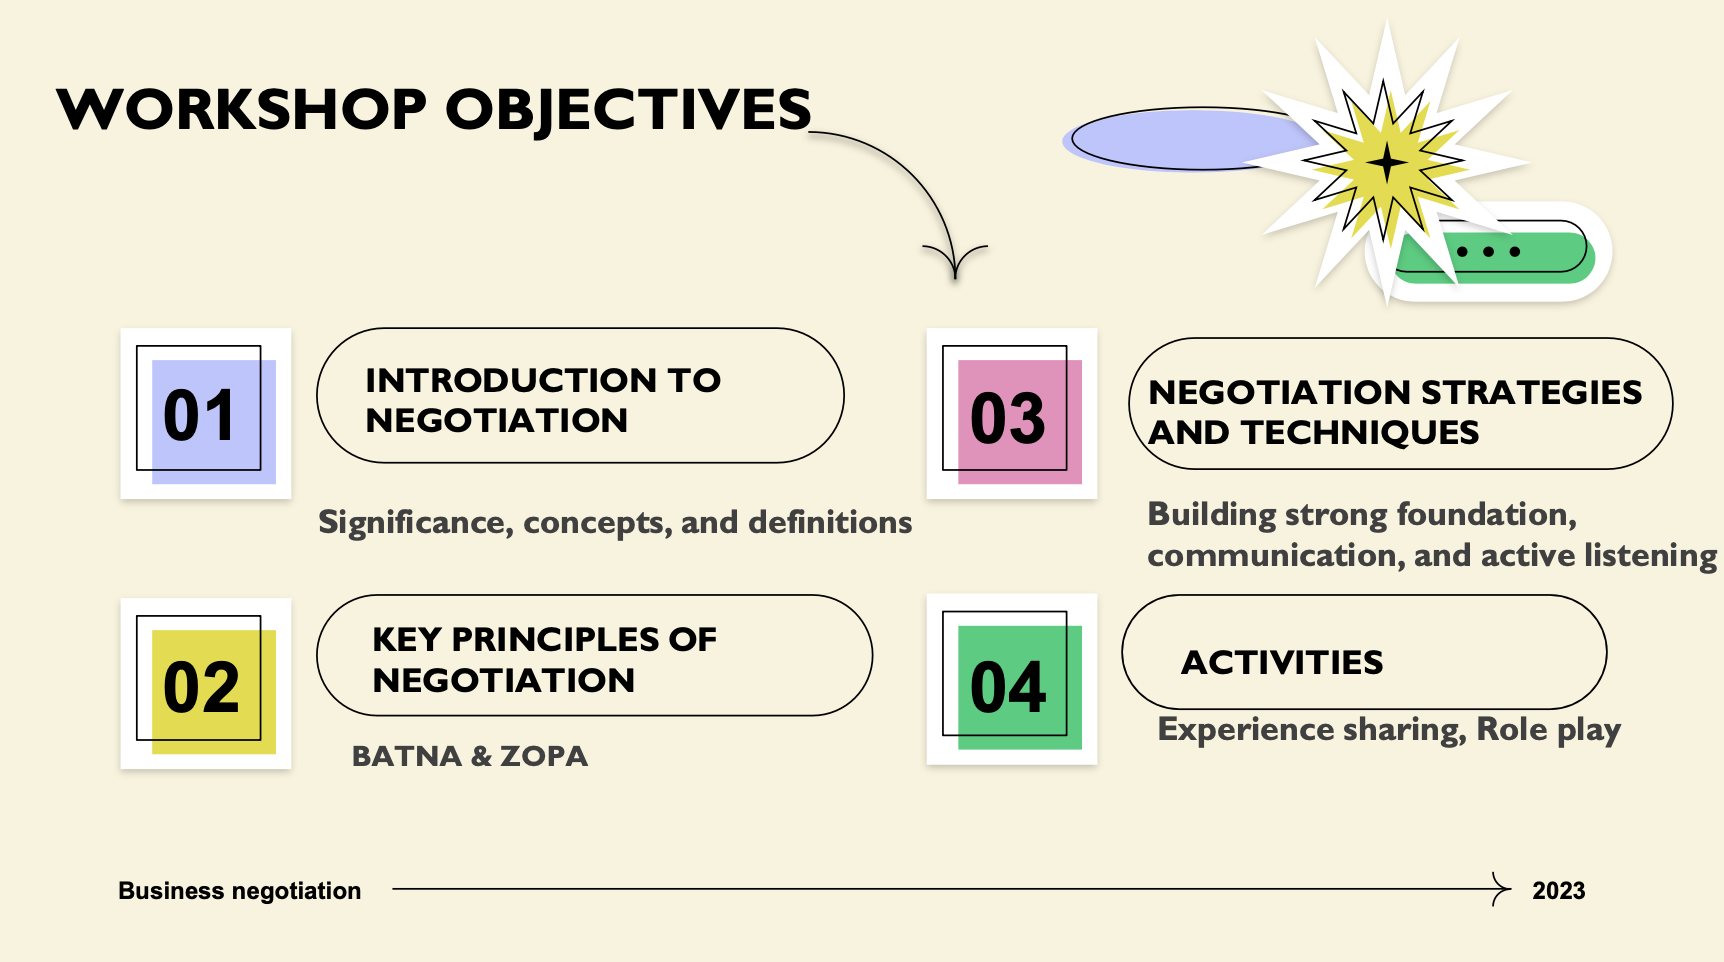 WORKSHOP OBJECTIVES
01
INTRODUCTION TO
NEGOTIATION
Significance, concepts, and definitions
02
KEY PRINCIPLES OF
NEGOTIATION
BATNA & ZOPA
03
NEGOTIATION STRATEGIES
AND TECHNIQUES
Building strong foundation,
communication, and active listening
04
ACTIVITIES
Experience sharing, Role play
Business negotiation
2023